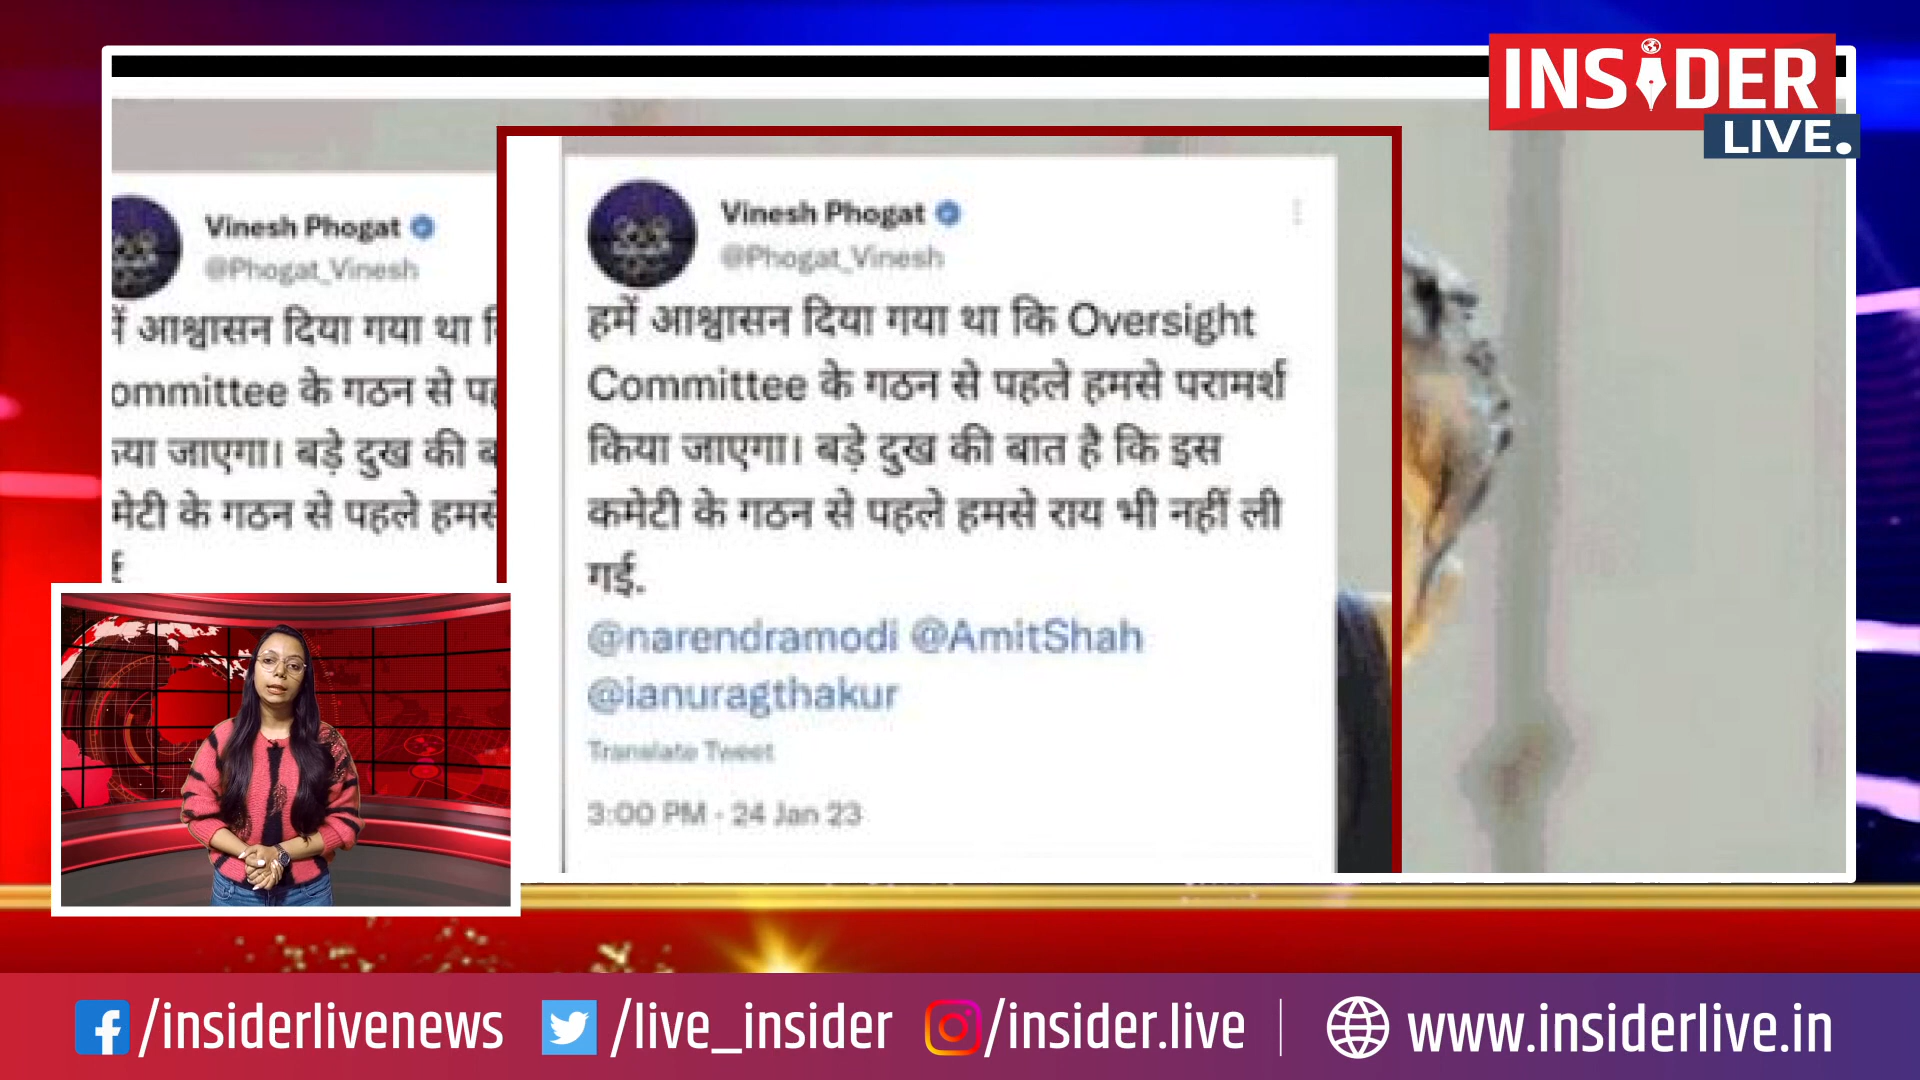 INSIDER
LIVE.
Vinesh Phogat
@Phogat_Vinesh
में आश्वासन दिया गया था
ommittee के गठन से
जाएगा। बड़े दुख की
मेटी के गठन से पहले हमसे
Vinesh Phogat
@Phogat_Vinesh
हमें आश्वासन दिया गया था कि Oversight
Committee के गठन से पहले हमसे परामर्श
किया जाएगा। बड़े दुख की बात है कि इस
कमेटी के गठन से पहले हमसे राय भी नहीं ली
गई.
@narendramodi @AmitShah
@ianuragthakur
Translate Tweet
3:00 PM - 24 Jan 23
/insiderlivenews /live_insider /insider.live www.insiderlive.in